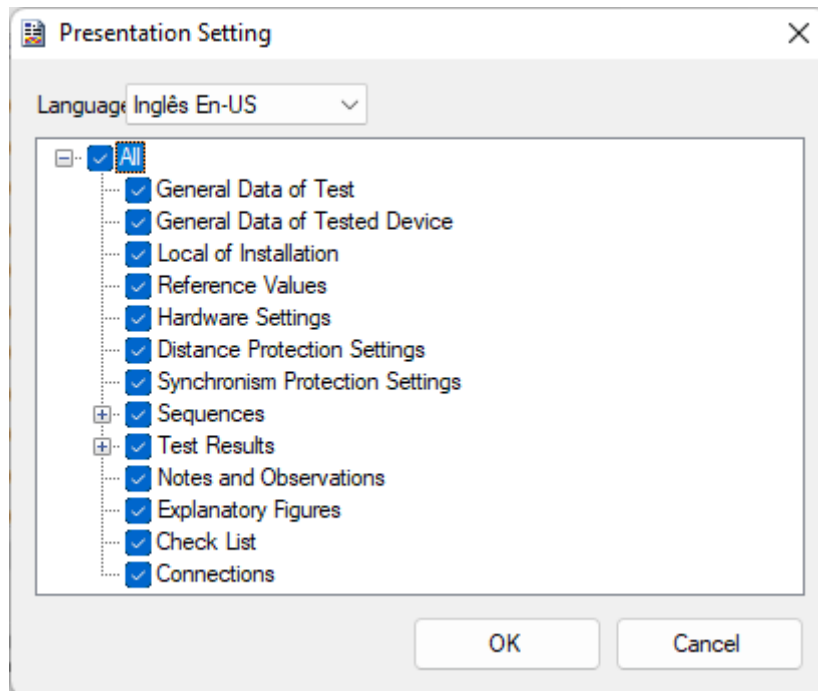 Presentation Setting
Language Inglês En-US
All
General Data of Test
General Data of Tested Device
Local of Installation
Reference Values
Hardware Settings
Distance Protection Settings
Synchronism Protection Settings
Sequences
Test Results
Notes and Observations
Explanatory Figures
Check List
Connections
OK Cancel